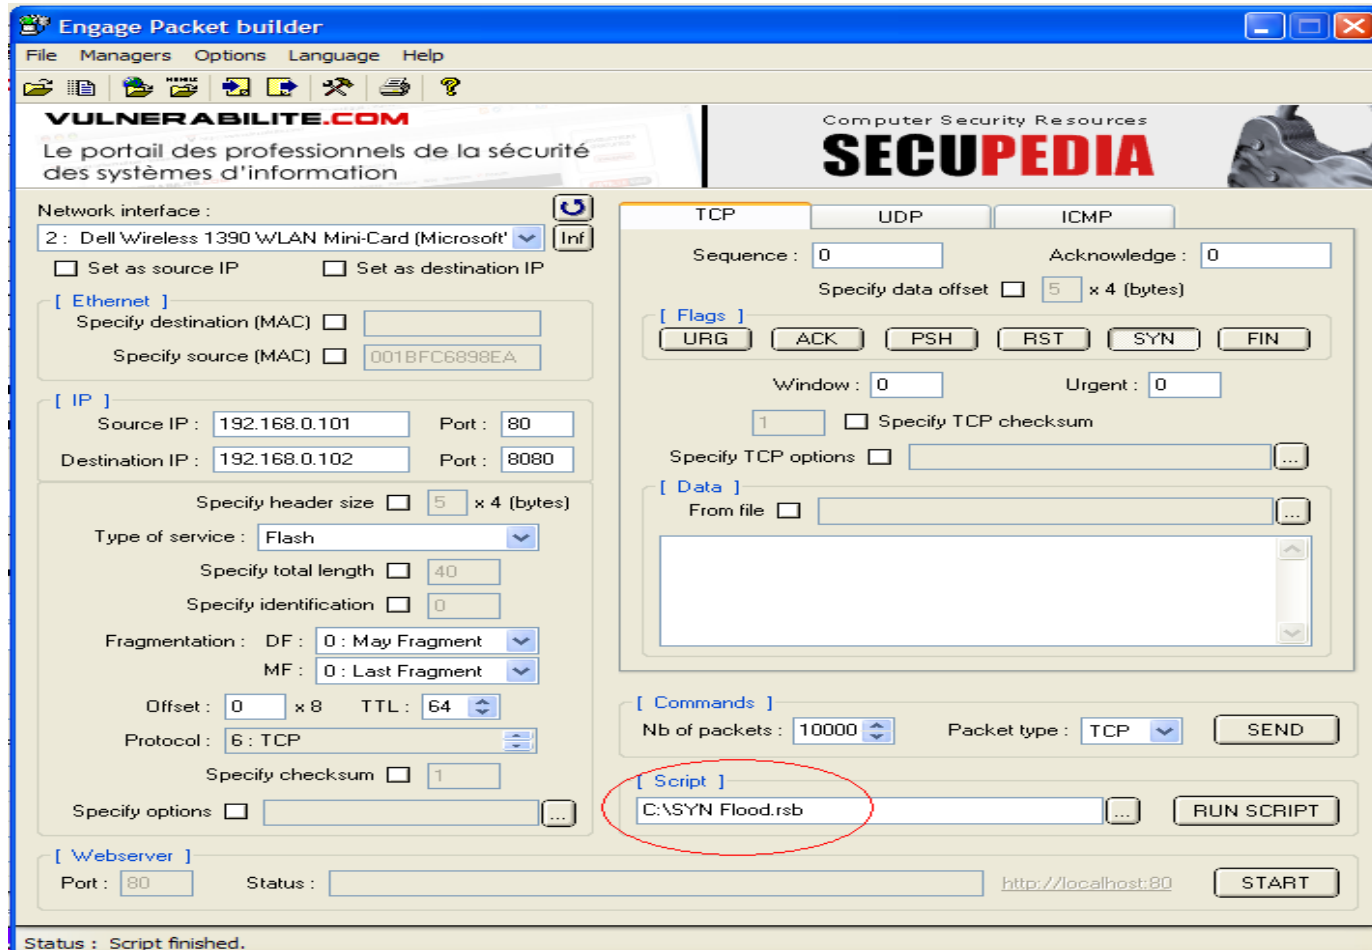 Engage Packet builder
File Managers Options Language Help
VULNERABILITE.COM
Le portail des professionnels de la sécurité
des systèmes d'information
Computer Security Resources
SECUPEDIA
Network interface :
2 : Dell Wireless 1390 WLAN Mini-Card (Microsoft' Inf
Set as source IP Set as destination IP
[ Ethernet ]
Specify destination (MAC)
Specify source (MAC) 001BFC6898EA
[ IP ]
Source IP : 192.168.0.101 Port : 80
Destination IP : 192.168.0.102 Port : 8080
Specify header size 5 x 4 (bytes)
Type of service : Flash
Specify total length 40
Specify identification 0
Fragmentation : DF : 0 : May Fragment
MF : 0 : Last Fragment
Offset : 0 x 8 TTL : 64
Protocol : 6 : TCP
Specify checksum 1
Specify options ...
TCP UDP ICMP
Sequence : 0 Acknowledge : 0
Specify data offset 5 x 4 (bytes)
[ Flags ]
URG ACK PSH RST SYN FIN
Window : 0 Urgent : 0
1 Specify TCP checksum
Specify TCP options ...
[ Data ]
From file ...
[ Commands ]
Nb of packets : 10000 Packet type : TCP SEND
[ Script ]
C:\SYN Flood.rsb ... RUN SCRIPT
[ Webserver ]
Port : 80 Status : http://localhost:80 START
Status : Script finished.